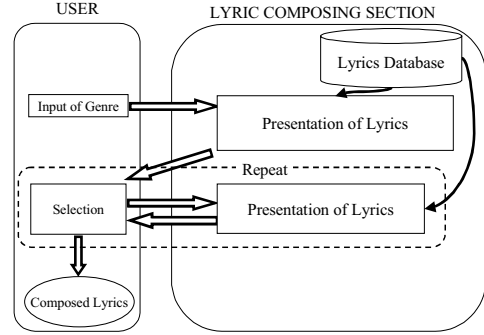 USER
LYRIC COMPOSING SECTION
Lyrics Database
Input of Genre
Presentation of Lyrics
Repeat
Selection
Presentation of Lyrics
Composed Lyrics